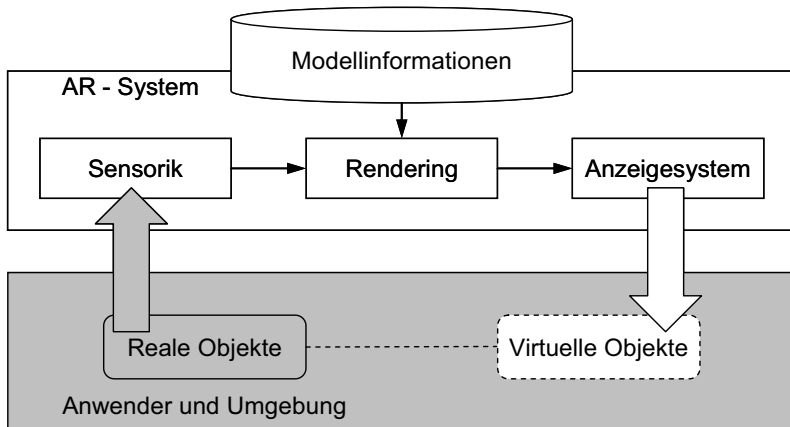 Modellinformationen
AR - System
Sensorik
Rendering
Anzeigesystem
Reale Objekte
Virtuelle Objekte
Anwender und Umgebung